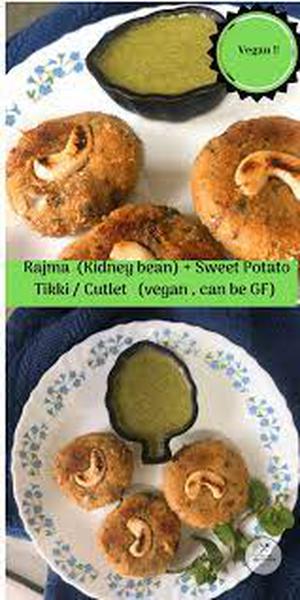 Vegan !!
Rajma (Kidney bean) + Sweet Potato
Tikki / Cutlet (vegan , can be GF)